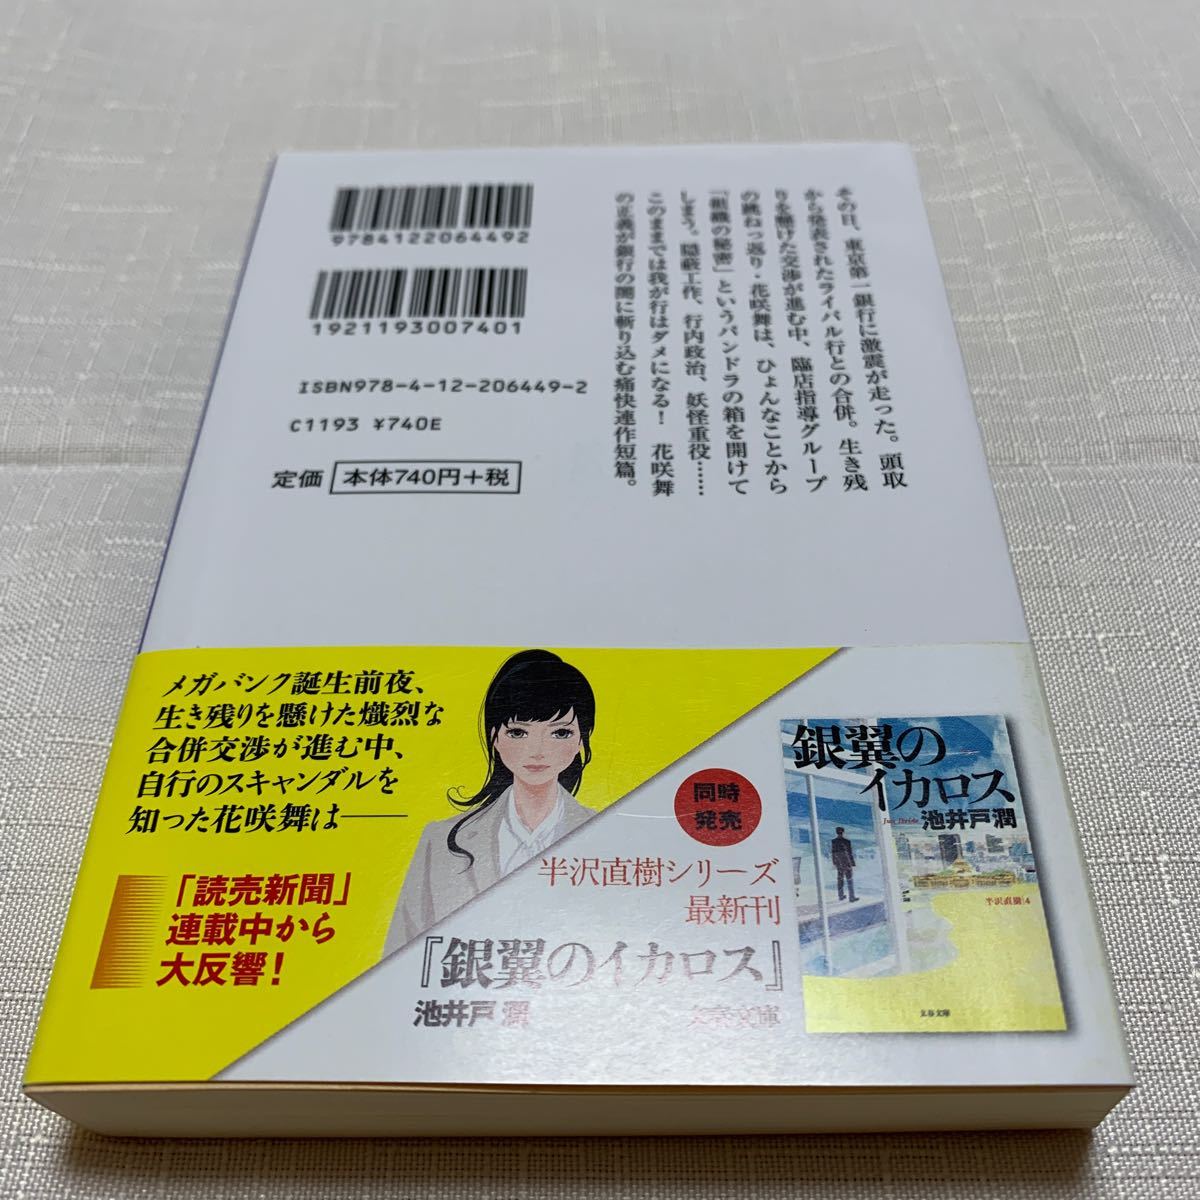 9784122064492
1921193007401
ISBN978-4-12-206449-2
C1193 ¥740E
定価 本体740円+税
その日、東京第一銀行に激震が走った。頭取
から発表されたライバル行との合併。生き残
りを懸けた交渉が進む中、臨店指導グループ
の跳ねっ返り・花咲舞は、ひょんなことから
「組織の秘密」というパンドラの箱を開けて
しまう。隠蔽工作、行内政治、妖怪重役……
このままでは我が行はダメになる! 花咲舞
の正義が銀行の闇に斬り込む痛快連作短篇。
メガバンク誕生前夜、
生き残りを懸けた熾烈な
合併交渉が進む中、
自行のスキャンダルを
知った花咲舞は──
「読売新聞」
連載中から
大反響!
同時
発売
半沢直樹シリーズ
最新刊
『銀翼のイカロス』
池井戸 潤
文春文庫
銀翼の
イカロス
Jun Ikeido
池井戸潤
半沢直樹 4
文春文庫